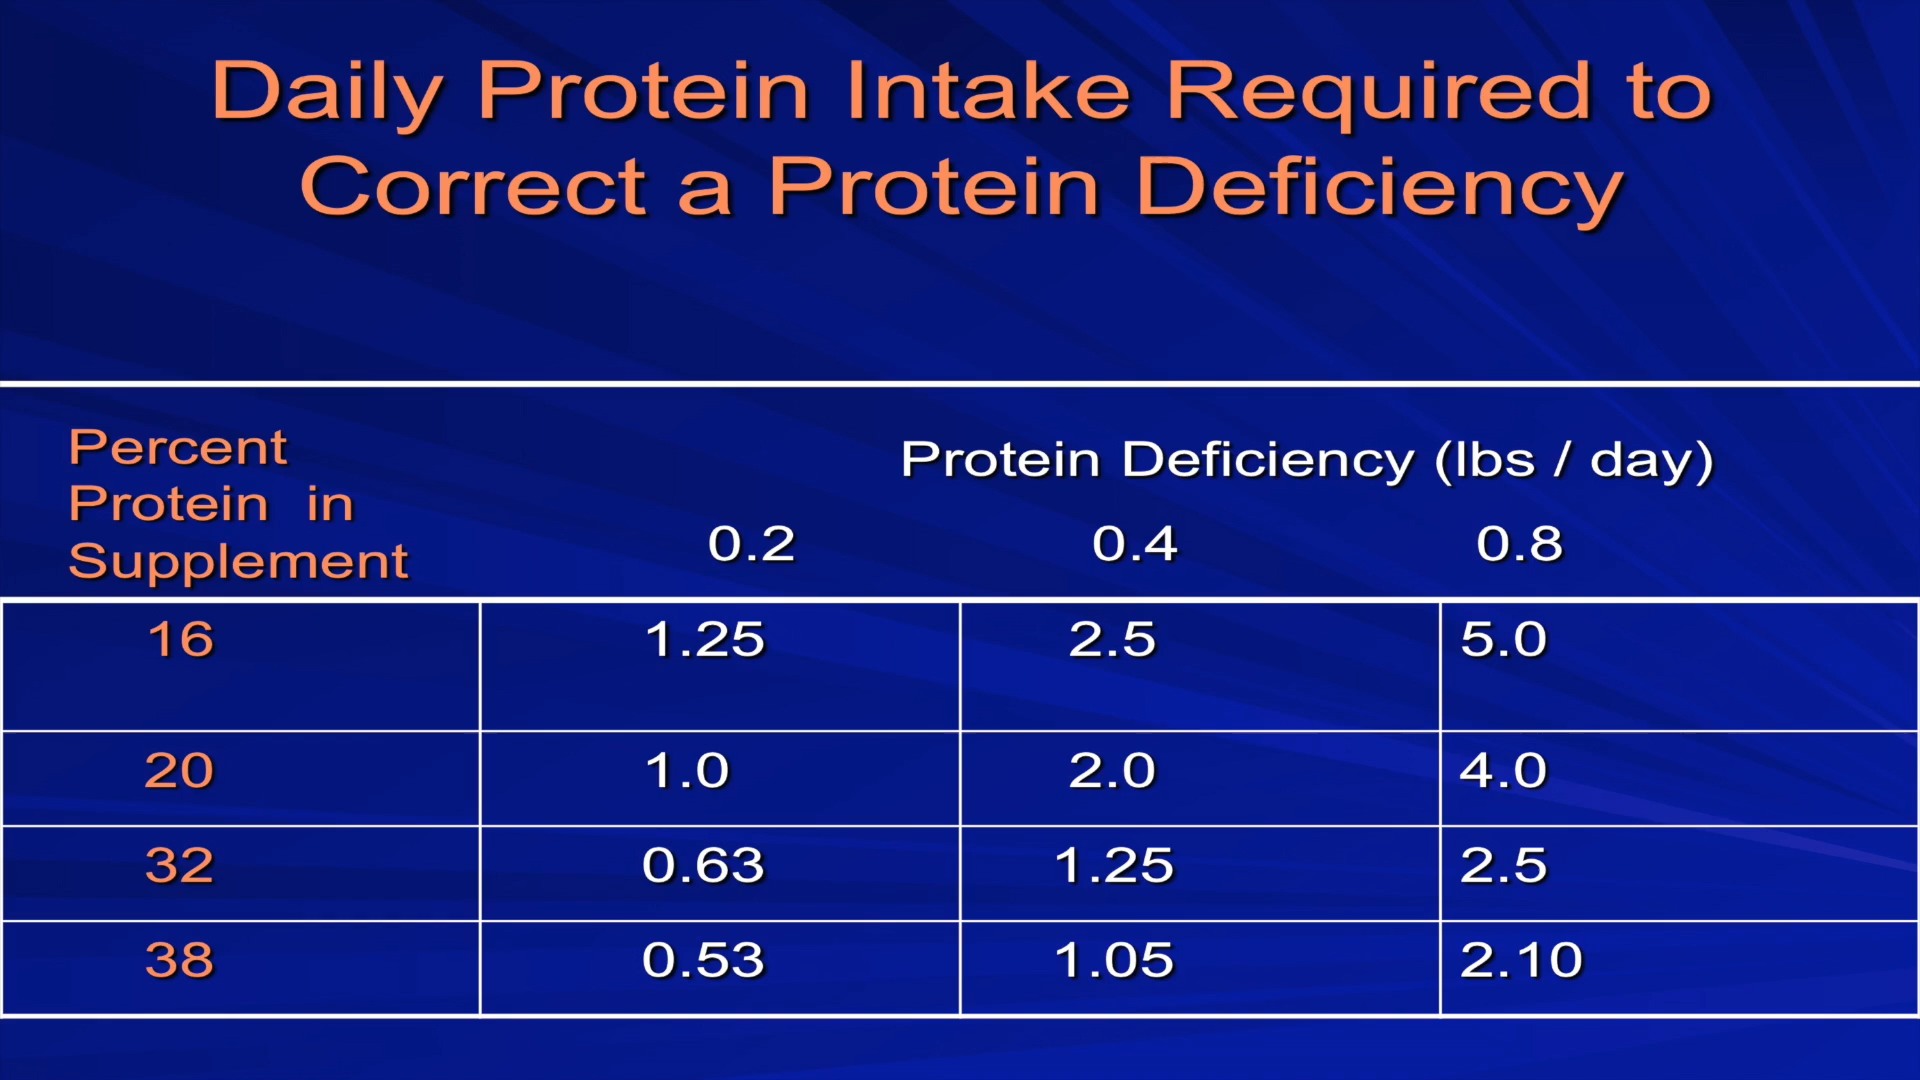 Daily Protein Intake Required to
Correct a Protein Deficiency
Percent
Protein in
Supplement
Protein Deficiency (lbs / day)
0.2 0.4 0.8
16 1.25 2.5 5.0
20 1.0 2.0 4.0
32 0.63 1.25 2.5
38 0.53 1.05 2.10